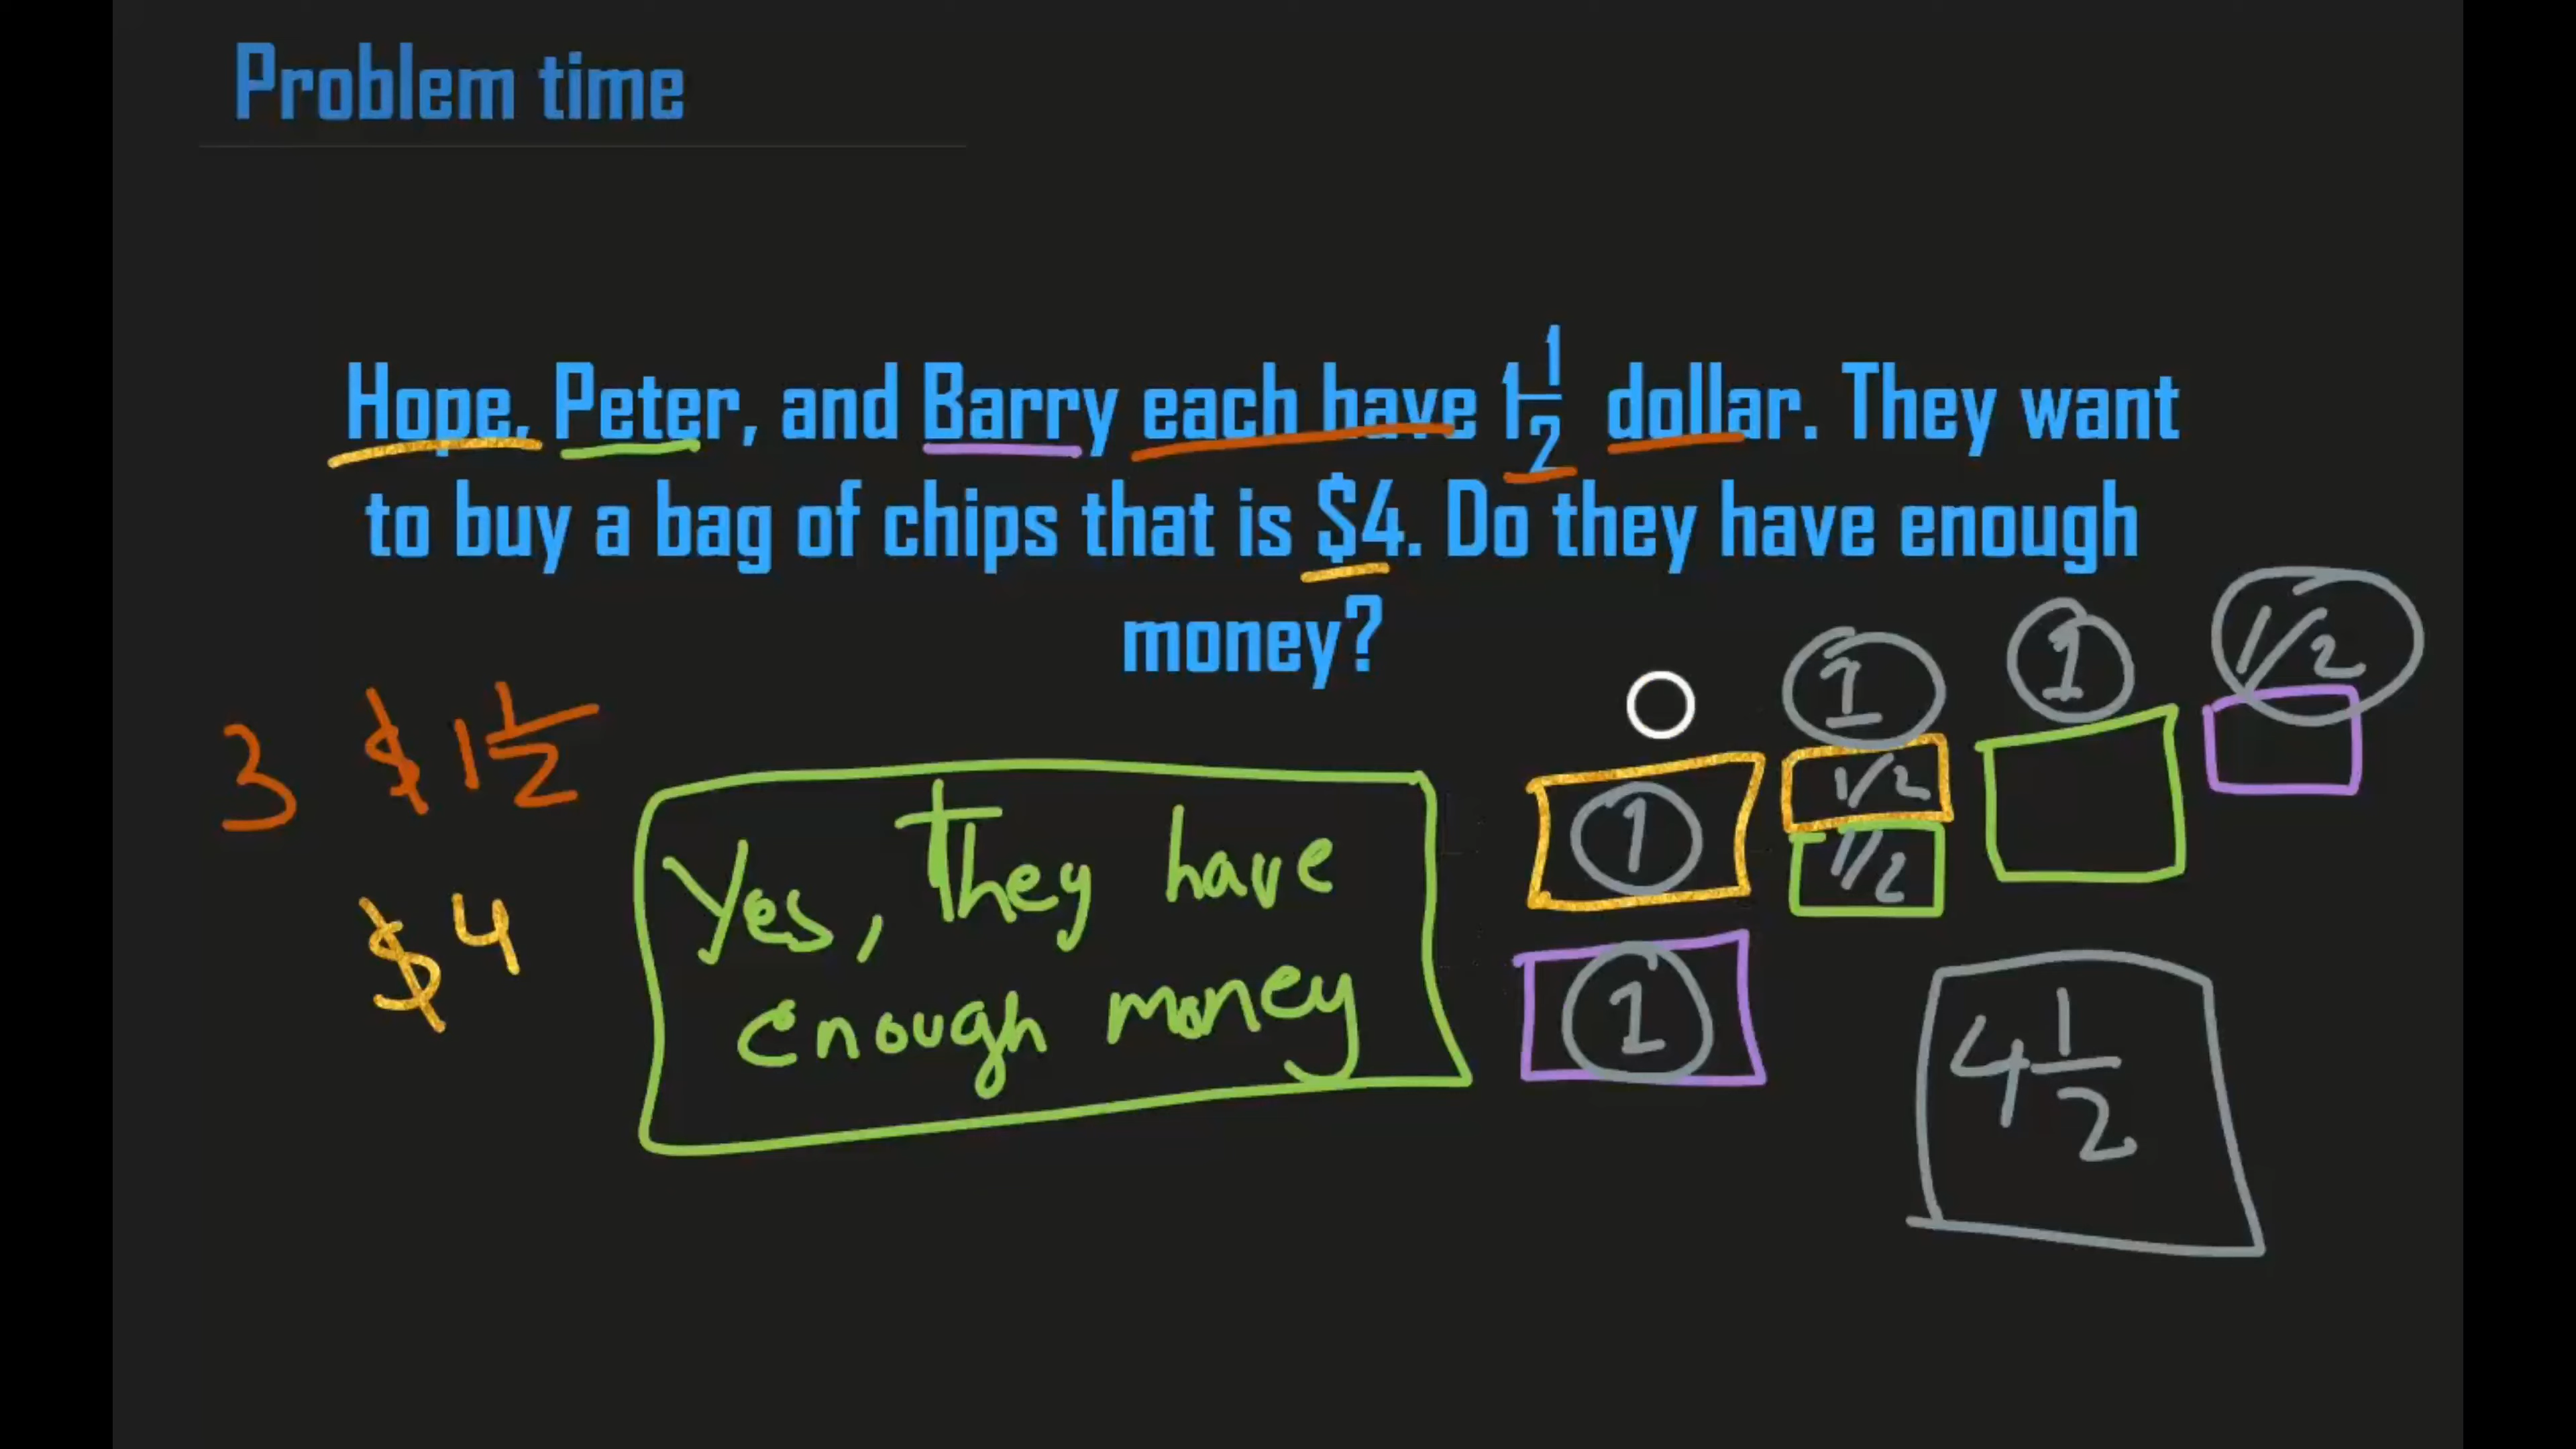 Problem time
Hope, Peter, and Barry each have 1 1/2 dollar. They want
to buy a bag of chips that is $4. Do they have enough
money?
3 $1 1/2
$4
Yes, they have
enough money
1 1 1/2
1 1/2
1/2
1
4 1/2